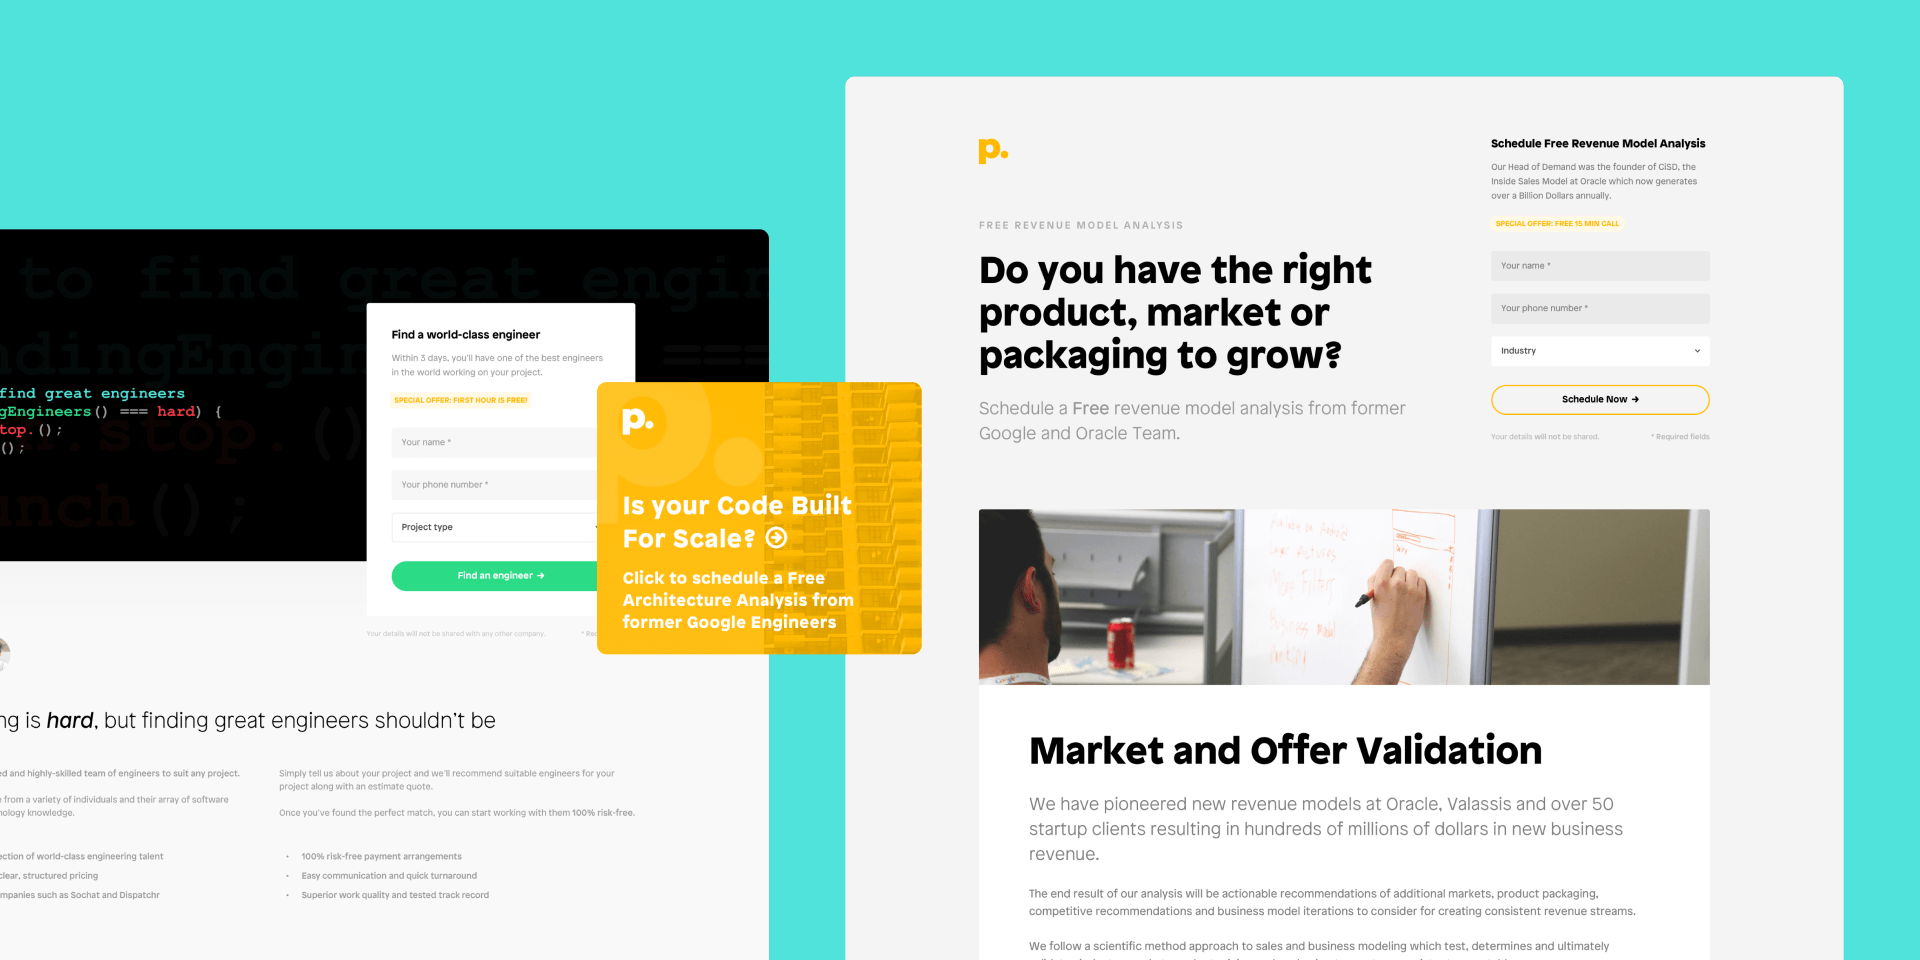 to find great engin
ndingEngin ===
find great engineers
gEngineers() === hard) {
top.();
();
.stop. ()
unch();
Find a world-class engineer
Within 3 days, you'll have one of the best engineers
in the world working on your project.
SPECIAL OFFER: FIRST HOUR IS FREE!
Your name *
Your phone number *
Project type
Find an engineer →
Your details will not be shared with any other company.
* Req
ng is hard, but finding great engineers shouldn't be
ed and highly-skilled team of engineers to suit any project.
e from a variety of individuals and their array of software
nology knowledge.
Simply tell us about your project and we'll recommend suitable engineers for your
project along with an estimate quote.
Once you've found the perfect match, you can start working with them 100% risk-free.
ection of world-class engineering talent
clear, structured pricing
mpanies such as Sochat and Dispatchr
• 100% risk-free payment arrangements
• Easy communication and quick turnaround
• Superior work quality and tested track record
p.
Is your Code Built
For Scale?
Click to schedule a Free
Architecture Analysis from
former Google Engineers
p.
FREE REVENUE MODEL ANALYSIS
Do you have the right
product, market or
packaging to grow?
Schedule a Free revenue model analysis from former
Google and Oracle Team.
Schedule Free Revenue Model Analysis
Our Head of Demand was the founder of CiSD, the
Inside Sales Model at Oracle which now generates
over a Billion Dollars annually.
SPECIAL OFFER: FREE 15 MIN CALL
Your name *
Your phone number *
Industry
Schedule Now →
Your details will not be shared.
* Required fields
Market and Offer Validation
We have pioneered new revenue models at Oracle, Valassis and over 50
startup clients resulting in hundreds of millions of dollars in new business
revenue.
The end result of our analysis will be actionable recommendations of additional markets, product packaging,
competitive recommendations and business model iterations to consider for creating consistent revenue streams.
We follow a scientific method approach to sales and business modeling which test, determines and ultimately